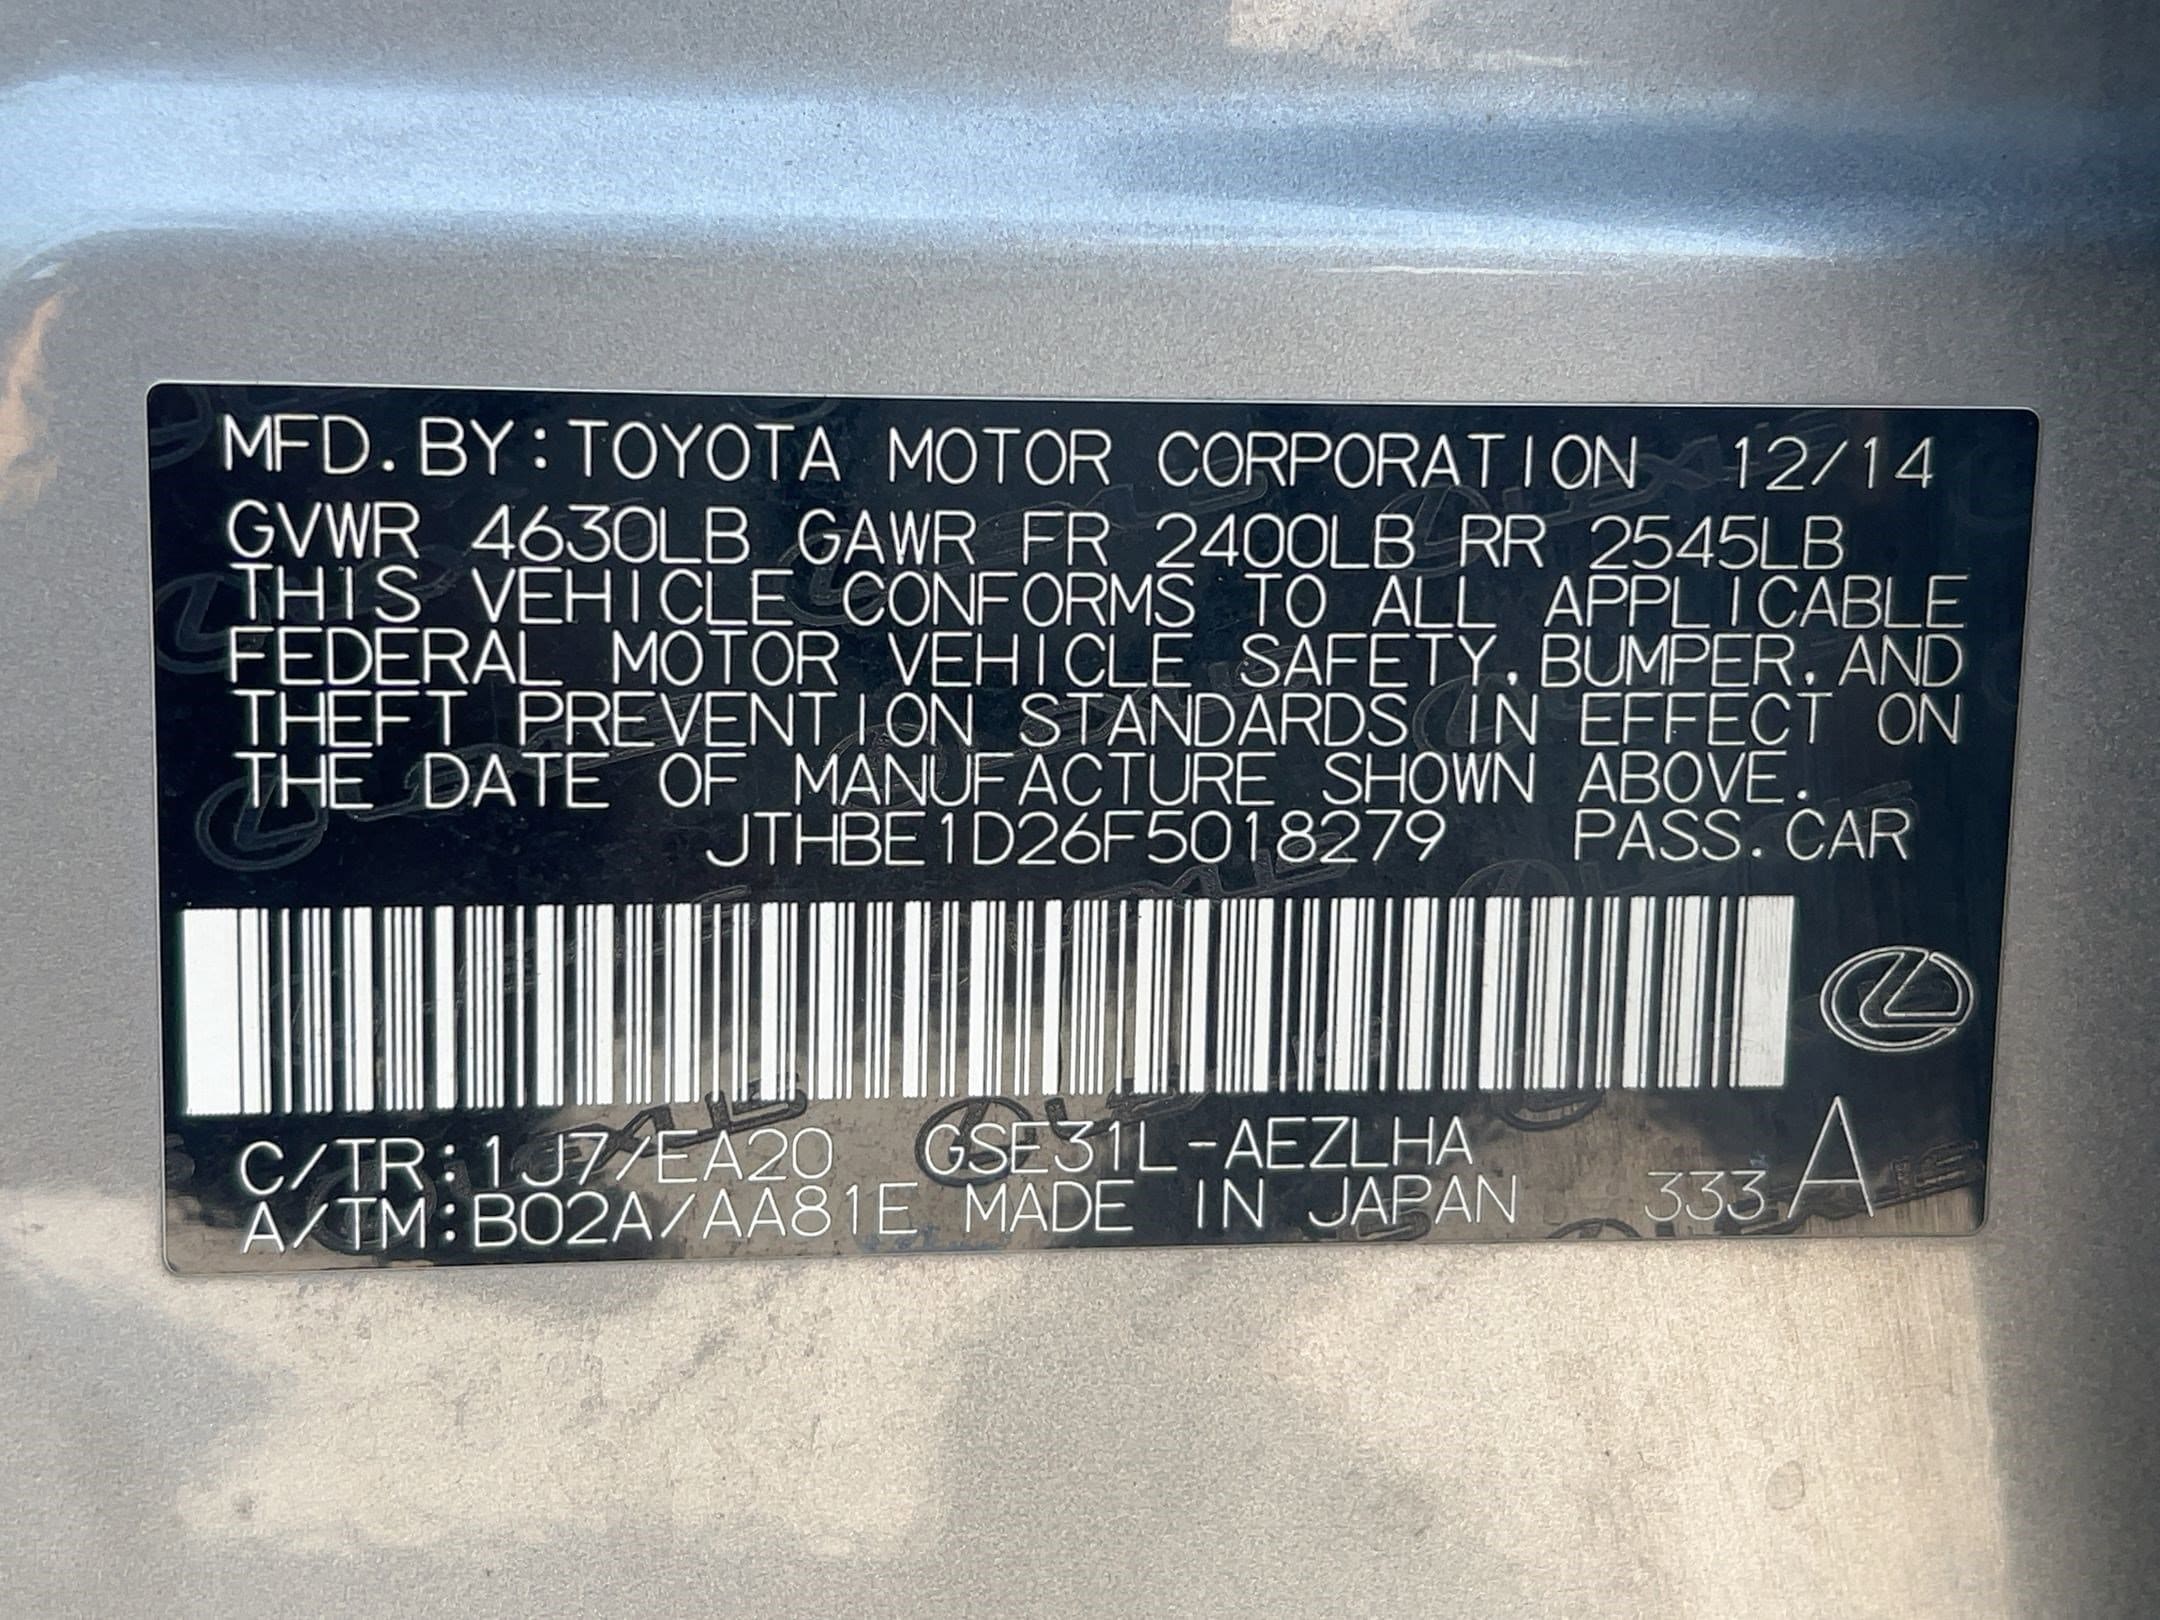 MFD. BY: TOYOTA MOTOR CORPORATION 12/14
GVWR 4630LB GAWR FR 2400LB RR 2545LB
THIS VEHICLE CONFORMS TO ALL APPLICABLE
FEDERAL MOTOR VEHICLE SAFETY, BUMPER, AND
THEFT PREVENTION STANDARDS IN EFFECT ON
THE DATE OF MANUFACTURE SHOWN ABOVE.
JTHBE1D26F5018279 PASS. CAR
C/TR: 1J7/EA20 GSE31L-AEZLHA
A/TM: B02A/AA81E MADE IN JAPAN 333 A